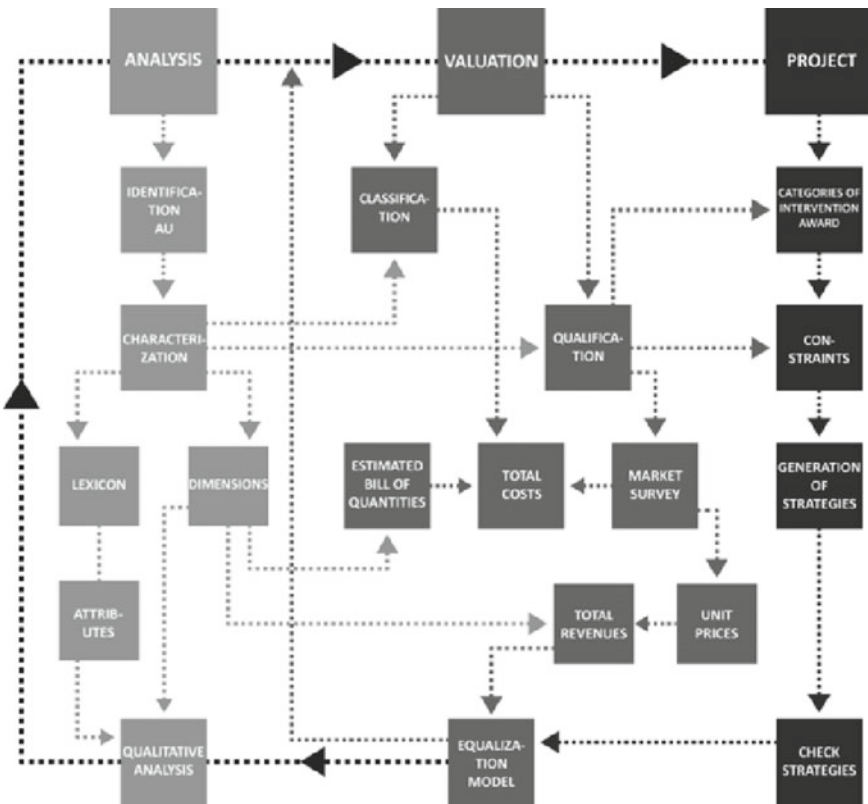 ANALYSIS
VALUATION
PROJECT
IDENTIFICA-
TION
AU
CLASSIFICA-
TION
CATEGORIES OF
INTERVENTION
AWARD
CHARACTERI-
ZATION
QUALIFICA-
TION
CON-
STRAINTS
LEXICON
DIMENSIONS
ESTIMATED
BILL OF
QUANTITIES
TOTAL
COSTS
MARKET
SURVEY
GENERATION
OF
STRATEGIES
ATTRIB-
UTES
TOTAL
REVENUES
UNIT
PRICES
QUALITATIVE
ANALYSIS
EQUALIZA-
TION
MODEL
CHECK
STRATEGIES